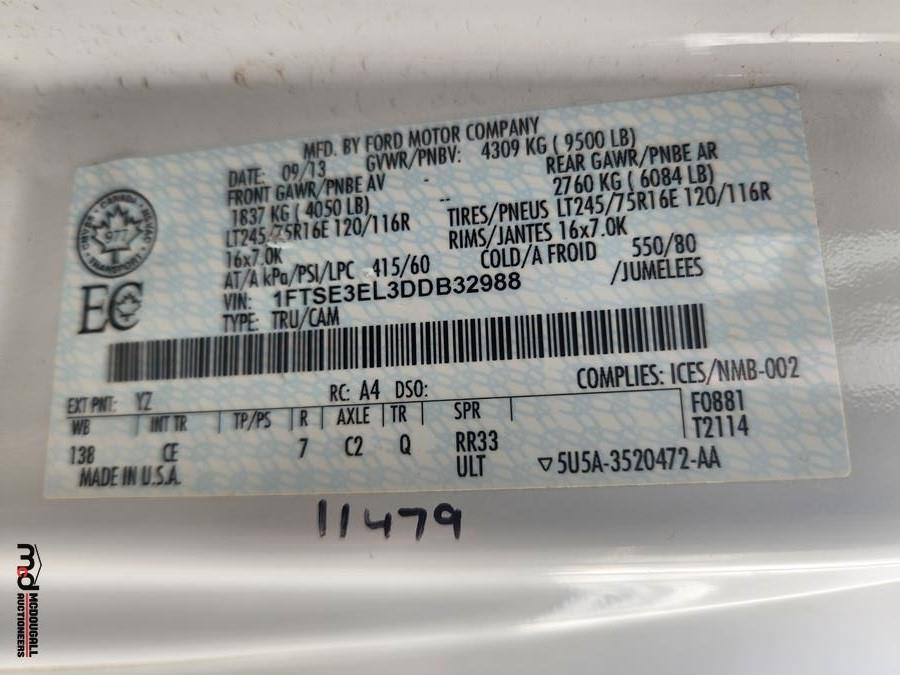 MFD. BY FORD MOTOR COMPANY
DATE: 09/13 GVWR/PNBV: 4309 KG ( 9500 LB)
FRONT GAWR/PNBE AV REAR GAWR/PNBE AR
1837 KG ( 4050 LB) -- 2760 KG ( 6084 LB)
LT245/75R16E 120/116R TIRES/PNEUS LT245/75R16E 120/116R
16x7.0K RIMS/JANTES 16x7.0K
AT/A kPa/PSI/LPC 415/60 COLD/A FROID 550/80
VIN: 1FTSE3EL3DDB32988 /JUMELEES
TYPE: TRU/CAM
CANADA
977
TRANSPORT
EC
COMPLIES: ICES/NMB-002
EXT PNT: YZ RC: A4 DSO:
WB INT TR TP/PS R AXLE TR SPR F0881
T2114
138 CE 7 C2 Q RR33
ULT ▽5U5A-3520472-AA
MADE IN U.S.A.
11479
md
MCDOUGALL
AUCTIONEERS